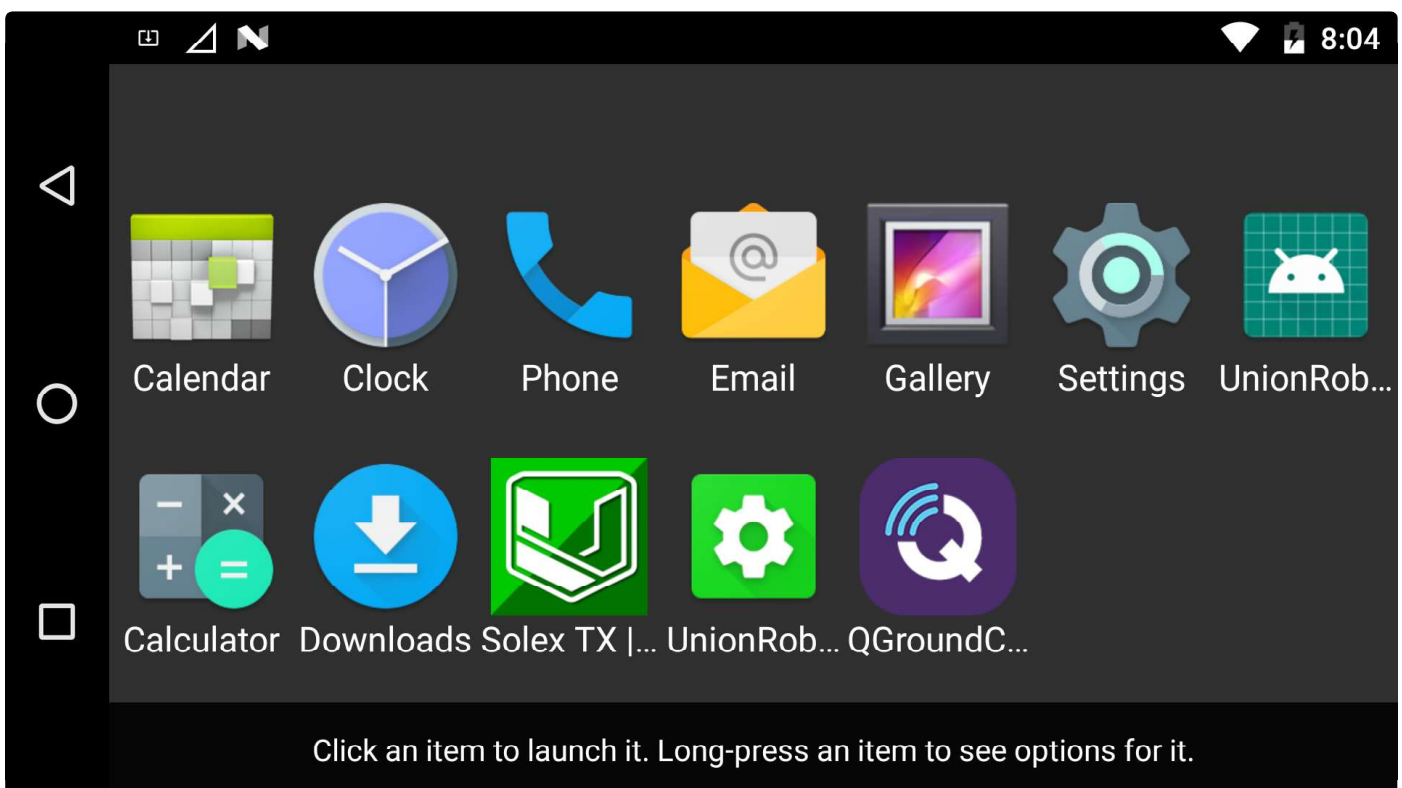 8:04
Calendar Clock Phone Email Gallery Settings UnionRob...
Calculator Downloads Solex TX |... UnionRob... QGroundC...
Click an item to launch it. Long-press an item to see options for it.